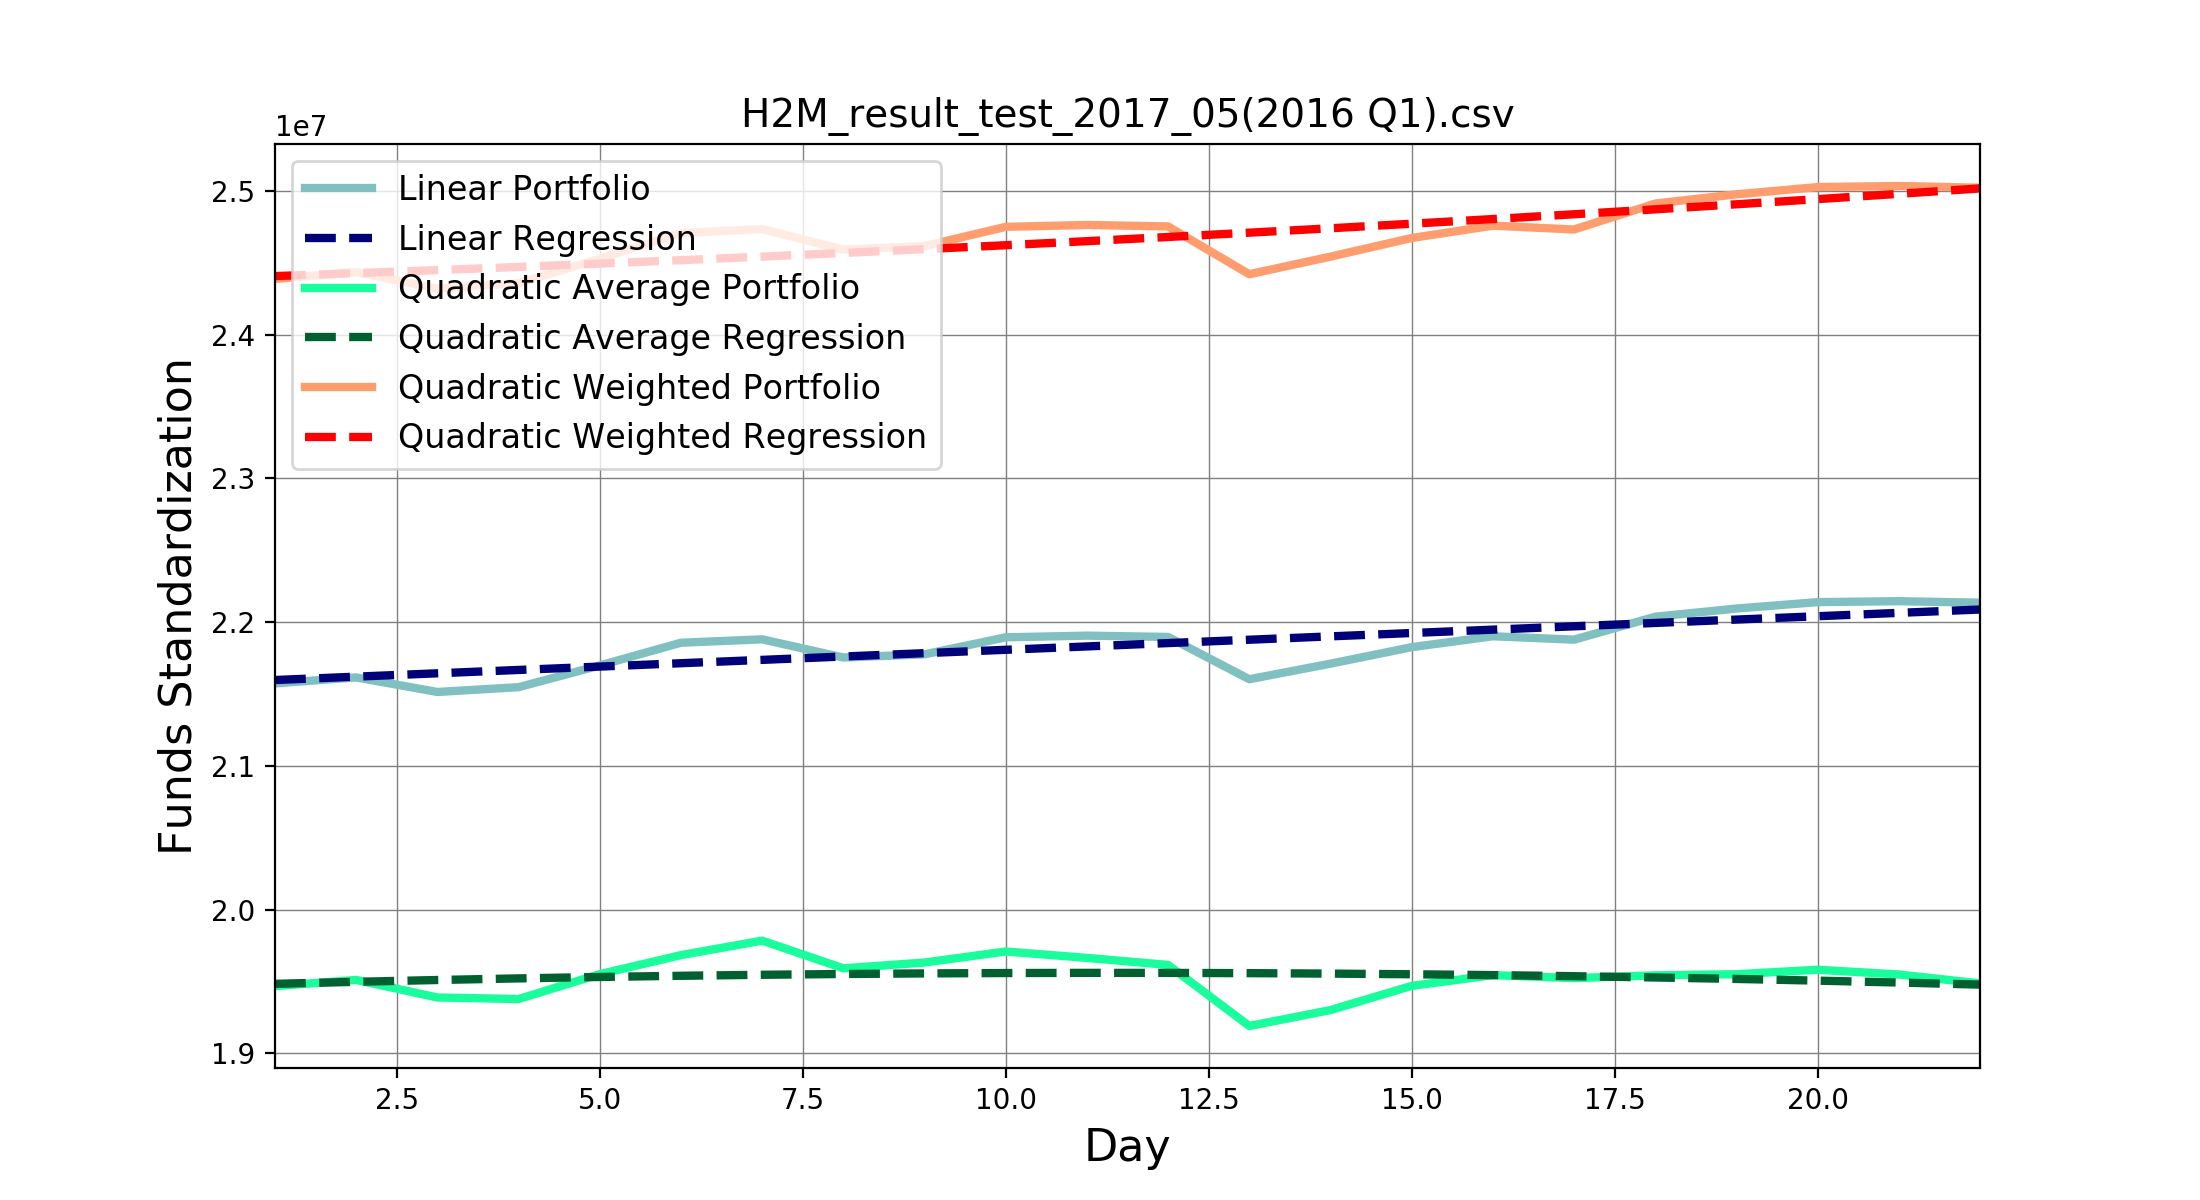 H2M_result_test_2017_05(2016 Q1).csv
1e7
Linear Portfolio
Linear Regression
Quadratic Average Portfolio
Quadratic Average Regression
Quadratic Weighted Portfolio
Quadratic Weighted Regression
2.5
2.4
2.3
2.2
2.1
2.0
1.9
Funds Standardization
2.5 5.0 7.5 10.0 12.5 15.0 17.5 20.0
Day